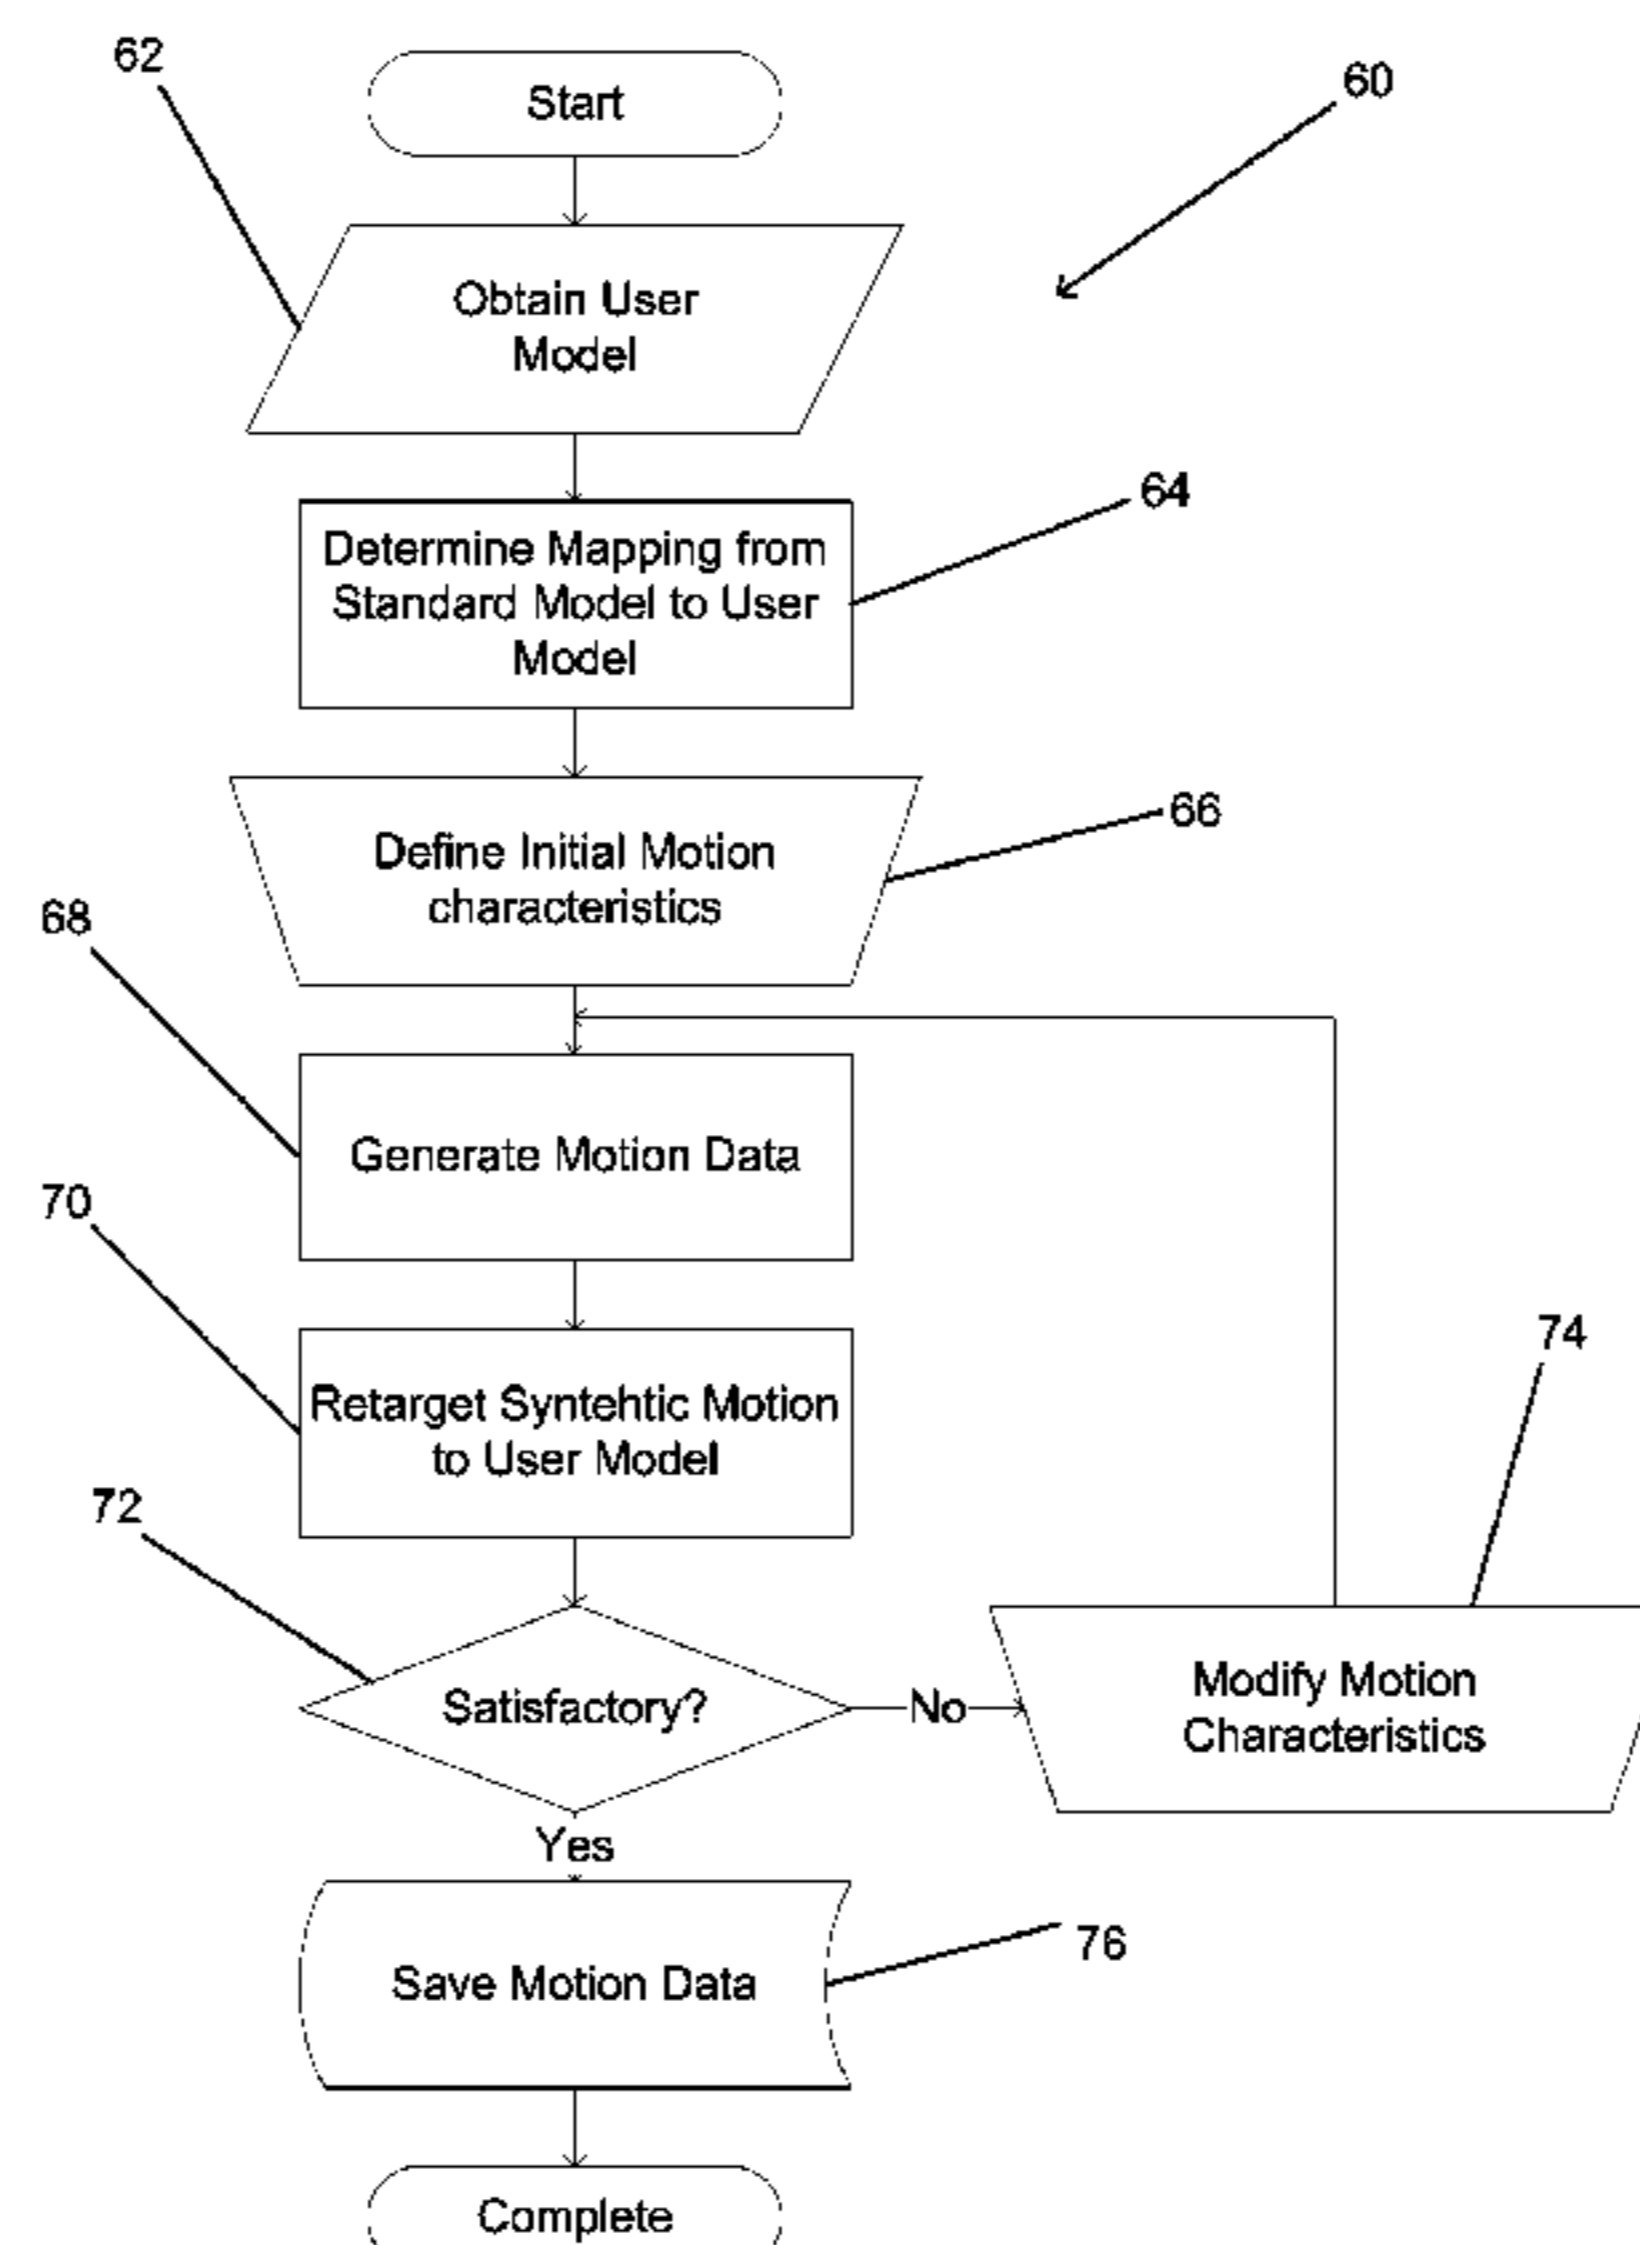 62
Start
60
Obtain User
Model
64
Determine Mapping from
Standard Model to User
Model
66
Define Initial Motion
characteristics
68
Generate Motion Data
70
Retarget Syntehtic Motion
to User Model
74
72
Satisfactory?
No
Modify Motion
Characteristics
Yes
76
Save Motion Data
Complete